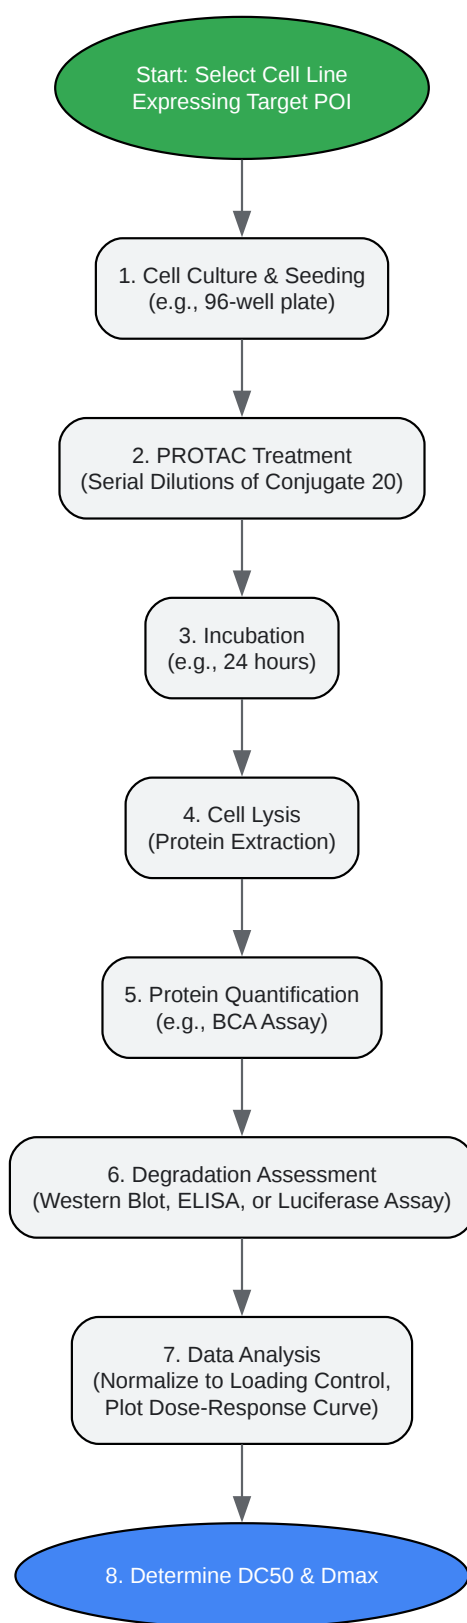 Start: Select Cell Line
Expressing Target POI
1. Cell Culture & Seeding
(e.g., 96-well plate)
2. PROTAC Treatment
(Serial Dilutions of Conjugate 20)
3. Incubation
(e.g., 24 hours)
4. Cell Lysis
(Protein Extraction)
5. Protein Quantification
(e.g., BCA Assay)
6. Degradation Assessment
(Western Blot, ELISA, or Luciferase Assay)
7. Data Analysis
(Normalize to Loading Control,
Plot Dose-Response Curve)
8. Determine DC50 & Dmax